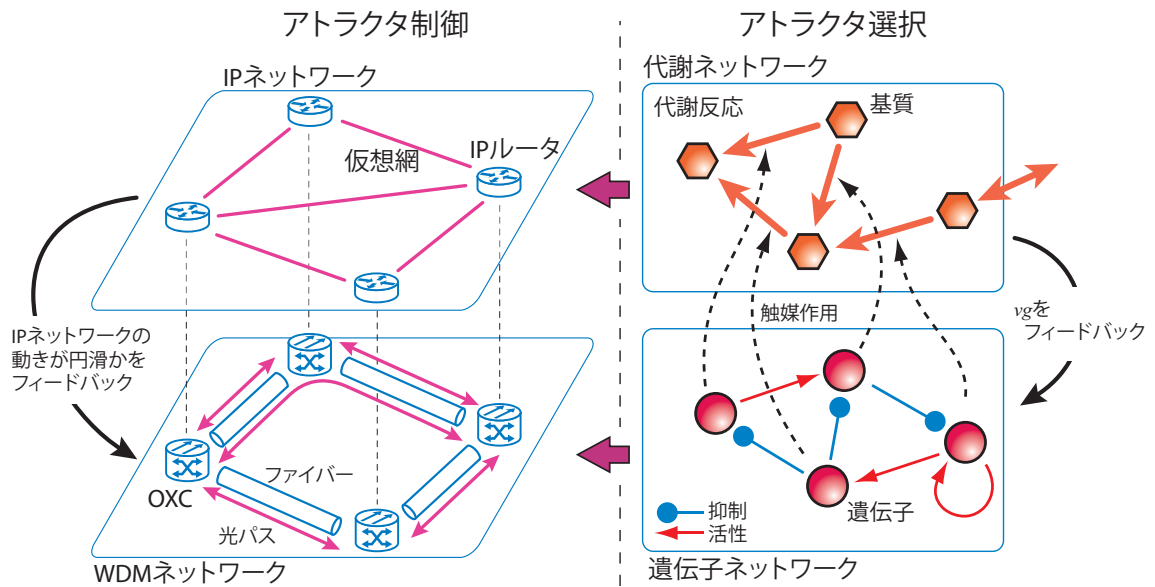 アトラクタ制御
アトラクタ選択
IPネットワーク
仮想網
IPルータ
IPネットワークの
動きが円滑かを
フィードバック
OXC
ファイバー
光パス
WDMネットワーク
代謝ネットワーク
代謝反応
基質
触媒作用
vgを
フィードバック
遺伝子
抑制
活性
遺伝子ネットワーク